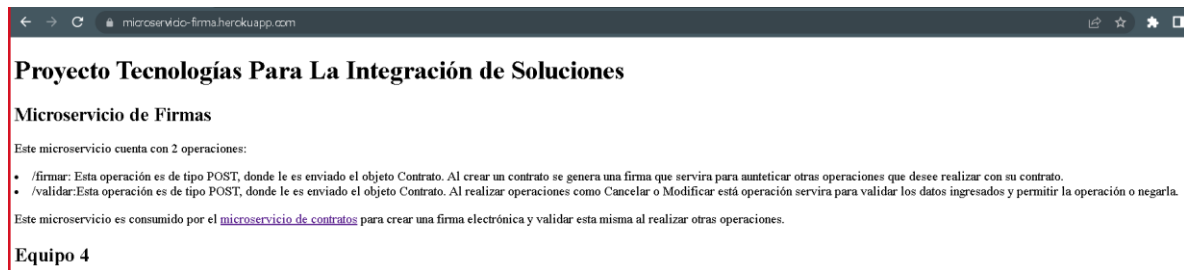 microservicio-firma.herokuapp.com
Proyecto Tecnologías Para La Integración de Soluciones
Microservicio de Firmas
Este microservicio cuenta con 2 operaciones:
• /firmar: Esta operación es de tipo POST, donde le es enviado el objeto Contrato. Al crear un contrato se genera una firma que servira para aunteticar otras operaciones que desee realizar con su contrato.
• /validar:Esta operación es de tipo POST, donde le es enviado el objeto Contrato. Al realizar operaciones como Cancelar o Modificar está operación servira para validar los datos ingresados y permitir la operación o negarla.
Este microservicio es consumido por el microservicio de contratos para crear una firma electrónica y validar esta misma al realizar otras operaciones.
Equipo 4